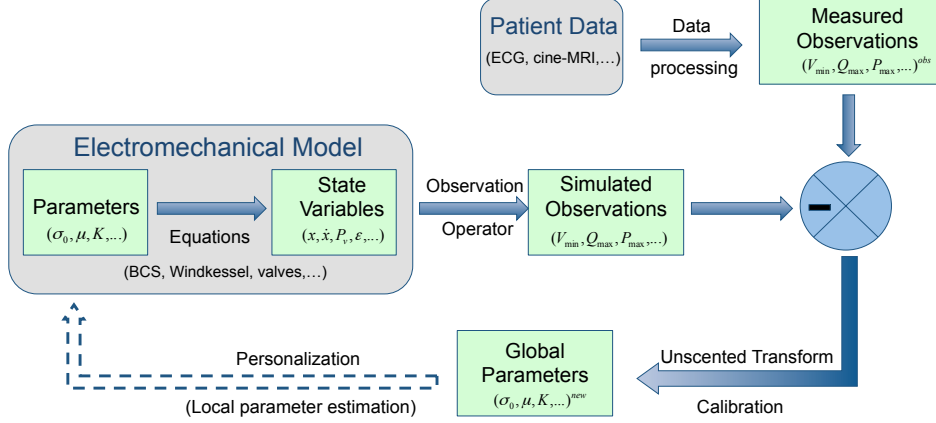 Patient Data
(ECG, cine-MRI,…)
Data
processing
Measured
Observations
(V_min, Q_max, P_max, ...)^obs
Electromechanical Model
Parameters
(σ_0, μ, K, ...)
Equations
State
Variables
(x, ẋ, P_v, ε, ...)
(BCS, Windkessel, valves,…)
Observation
Operator
Simulated
Observations
(V_min, Q_max, P_max, ...)
-
Personalization
(Local parameter estimation)
Global
Parameters
(σ_0, μ, K, ...)^new
Unscented Transform
Calibration